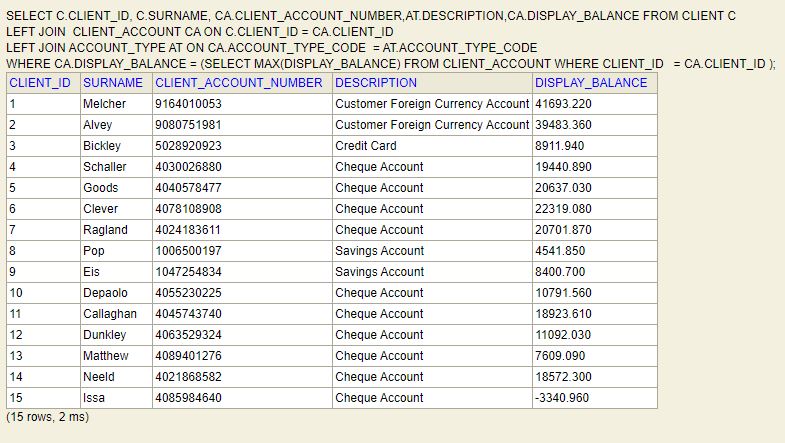 SELECT C.CLIENT_ID, C.SURNAME, CA.CLIENT_ACCOUNT_NUMBER,AT.DESCRIPTION,CA.DISPLAY_BALANCE FROM CLIENT C
LEFT JOIN  CLIENT_ACCOUNT CA ON C.CLIENT_ID = CA.CLIENT_ID
LEFT JOIN ACCOUNT_TYPE AT ON CA.ACCOUNT_TYPE_CODE  = AT.ACCOUNT_TYPE_CODE
WHERE CA.DISPLAY_BALANCE = (SELECT MAX(DISPLAY_BALANCE) FROM CLIENT_ACCOUNT WHERE CLIENT_ID   = CA.CLIENT_ID );
CLIENT_ID SURNAME CLIENT_ACCOUNT_NUMBER DESCRIPTION DISPLAY_BALANCE
1 Melcher 9164010053 Customer Foreign Currency Account 41693.220
2 Alvey 9080751981 Customer Foreign Currency Account 39483.360
3 Bickley 5028920923 Credit Card 8911.940
4 Schaller 4030026880 Cheque Account 19440.890
5 Goods 4040578477 Cheque Account 20637.030
6 Clever 4078108908 Cheque Account 22319.080
7 Ragland 4024183611 Cheque Account 20701.870
8 Pop 1006500197 Savings Account 4541.850
9 Eis 1047254834 Savings Account 8400.700
10 Depaolo 4055230225 Cheque Account 10791.560
11 Callaghan 4045743740 Cheque Account 18923.610
12 Dunkley 4063529324 Cheque Account 11092.030
13 Matthew 4089401276 Cheque Account 7609.090
14 Neeld 4021868582 Cheque Account 18572.300
15 Issa 4085984640 Cheque Account -3340.960
(15 rows, 2 ms)